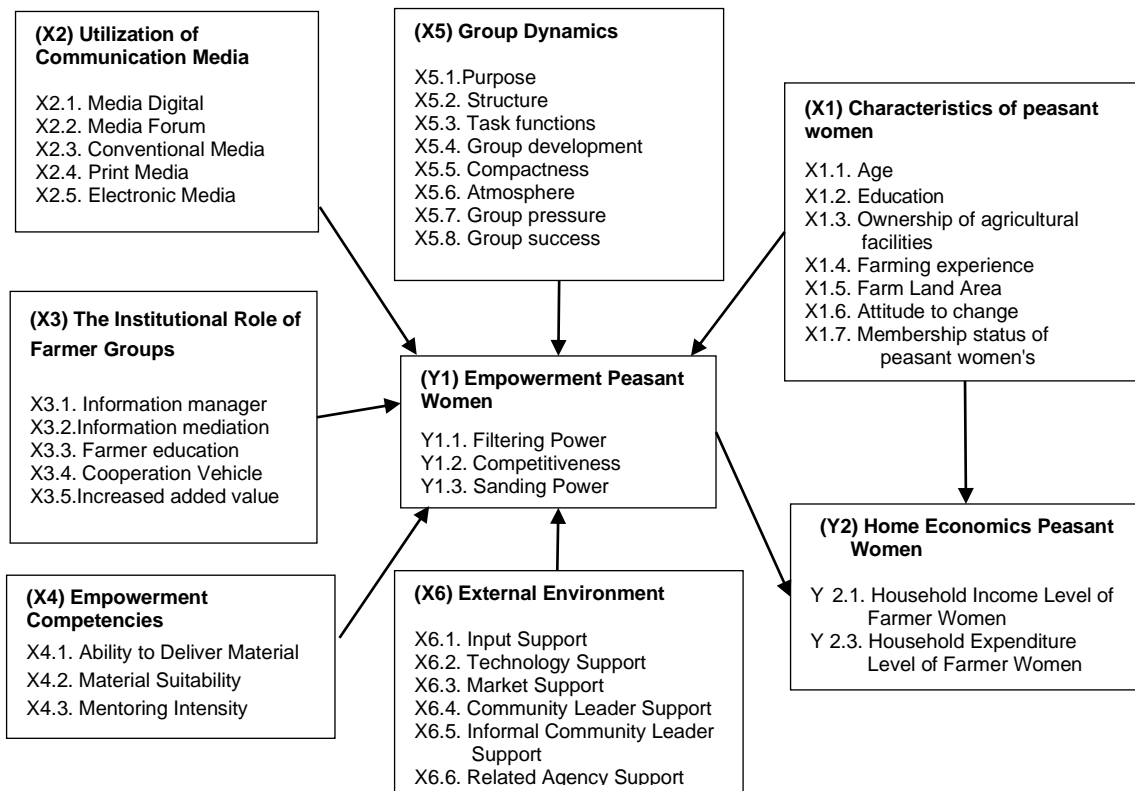 (X2) Utilization of
Communication Media
X2.1. Media Digital
X2.2. Media Forum
X2.3. Conventional Media
X2.4. Print Media
X2.5. Electronic Media
(X5) Group Dynamics
X5.1.Purpose
X5.2. Structure
X5.3. Task functions
X5.4. Group development
X5.5. Compactness
X5.6. Atmosphere
X5.7. Group pressure
X5.8. Group success
(X1) Characteristics of peasant
women
X1.1. Age
X1.2. Education
X1.3. Ownership of agricultural
facilities
X1.4. Farming experience
X1.5. Farm Land Area
X1.6. Attitude to change
X1.7. Membership status of
peasant women's
(X3) The Institutional Role of
Farmer Groups
X3.1. Information manager
X3.2.Information mediation
X3.3. Farmer education
X3.4. Cooperation Vehicle
X3.5.Increased added value
(Y1) Empowerment Peasant
Women
Y1.1. Filtering Power
Y1.2. Competitiveness
Y1.3. Sanding Power
(Y2) Home Economics Peasant
Women
Y 2.1. Household Income Level of
Farmer Women
Y 2.3. Household Expenditure
Level of Farmer Women
(X4) Empowerment
Competencies
X4.1. Ability to Deliver Material
X4.2. Material Suitability
X4.3. Mentoring Intensity
(X6) External Environment
X6.1. Input Support
X6.2. Technology Support
X6.3. Market Support
X6.4. Community Leader Support
X6.5. Informal Community Leader
Support
X6.6. Related Agency Support